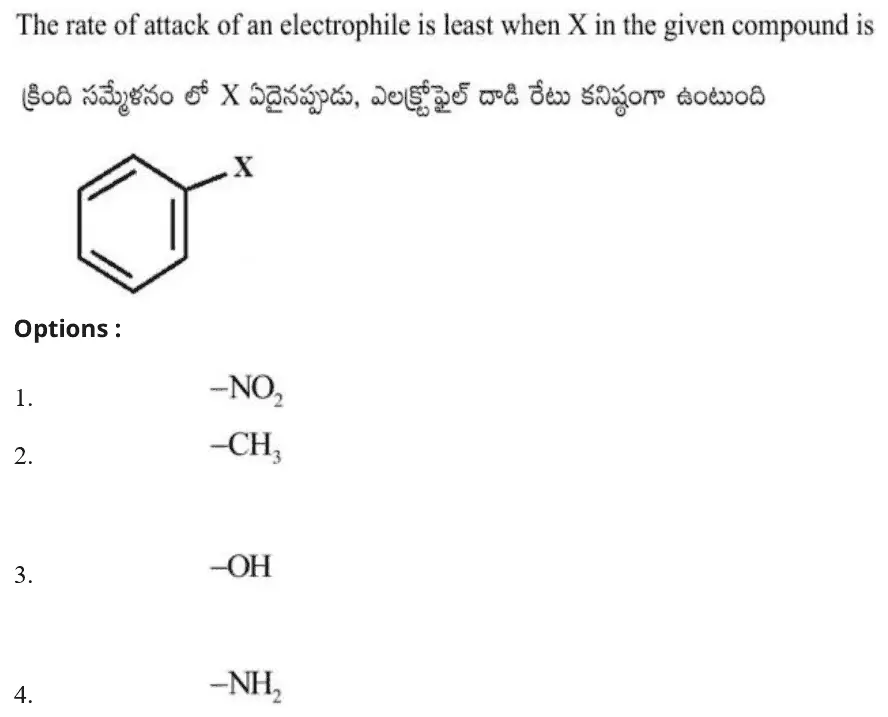 The rate of attack of an electrophile is least when X in the given compound is
క్రింది సమ్మేళనం లో X ఏదైనప్పుడు, ఎలక్ట్రోఫైల్ దాడి రేటు కనిష్ఠంగా ఉంటుంది
X
Options :
1. –NO₂
2. –CH₃
3. –OH
4. –NH₂